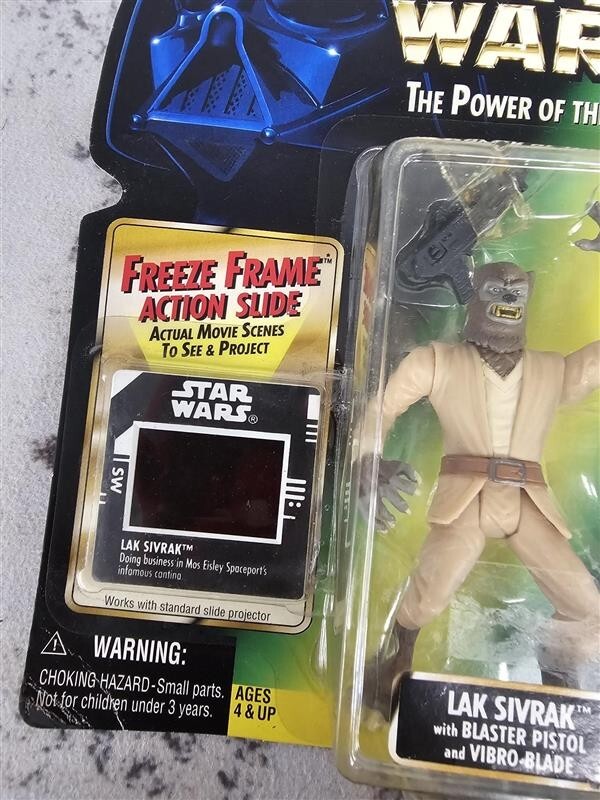 WAR
THE POWER OF TH
FREEZE FRAME™
ACTION SLIDE
ACTUAL MOVIE SCENES
TO SEE & PROJECT
STAR
WARS®
SW
LAK SIVRAK™
Doing business in Mos Eisley Spaceport's
infamous cantina
Works with standard slide projector
WARNING:
CHOKING HAZARD-Small parts.
Not for children under 3 years.
AGES
4 & UP
LAK SIVRAK™
with BLASTER PISTOL
and VIBRO-BLADE